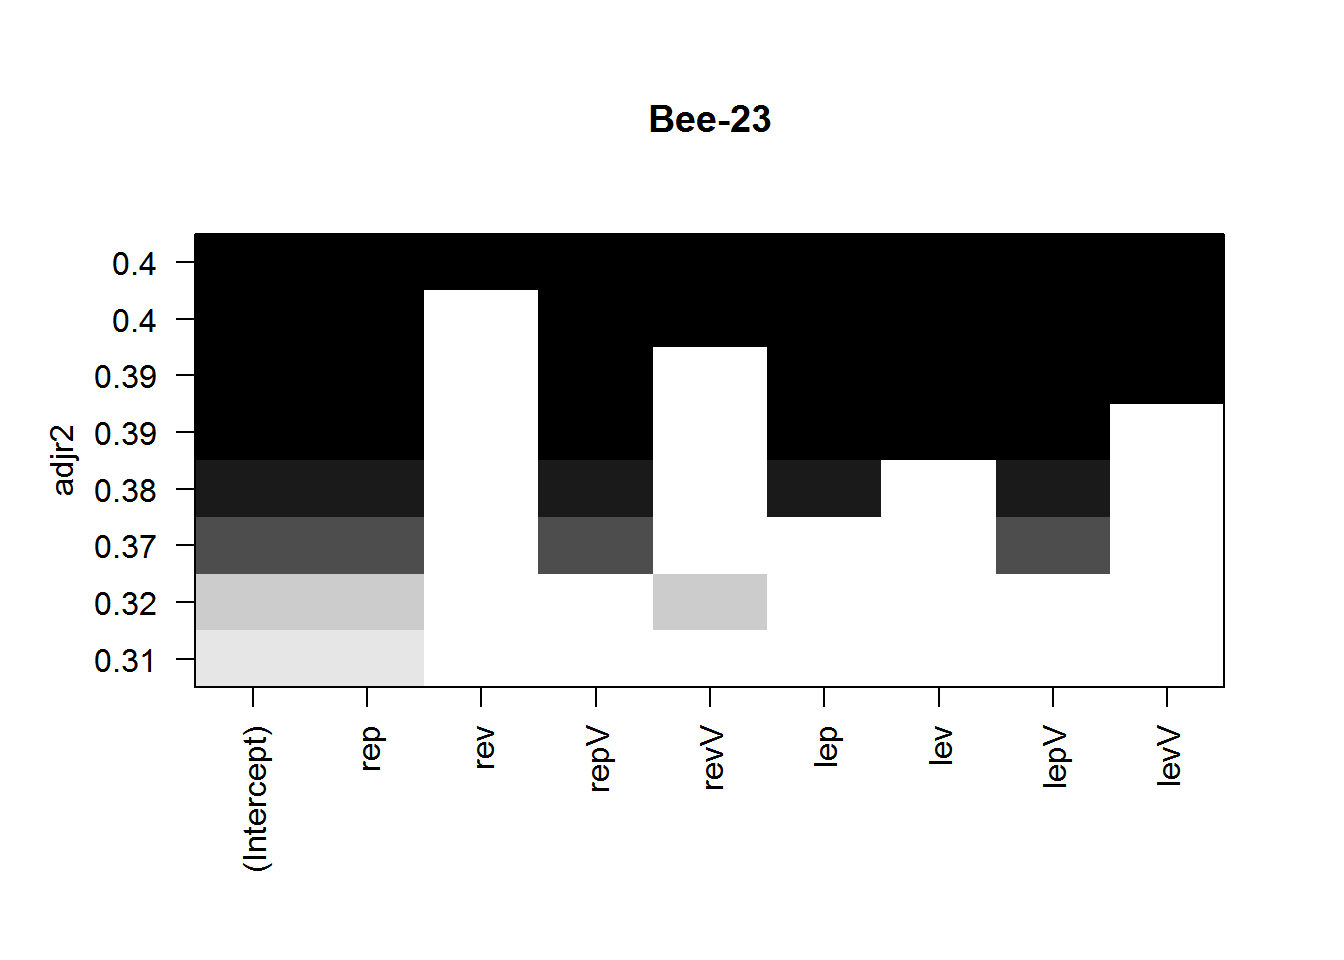 Bee-23
adjr2
0.4
0.4
0.39
0.39
0.38
0.37
0.32
0.31
(Intercept)
rep
rev
repV
revV
lep
lev
lepV
levV